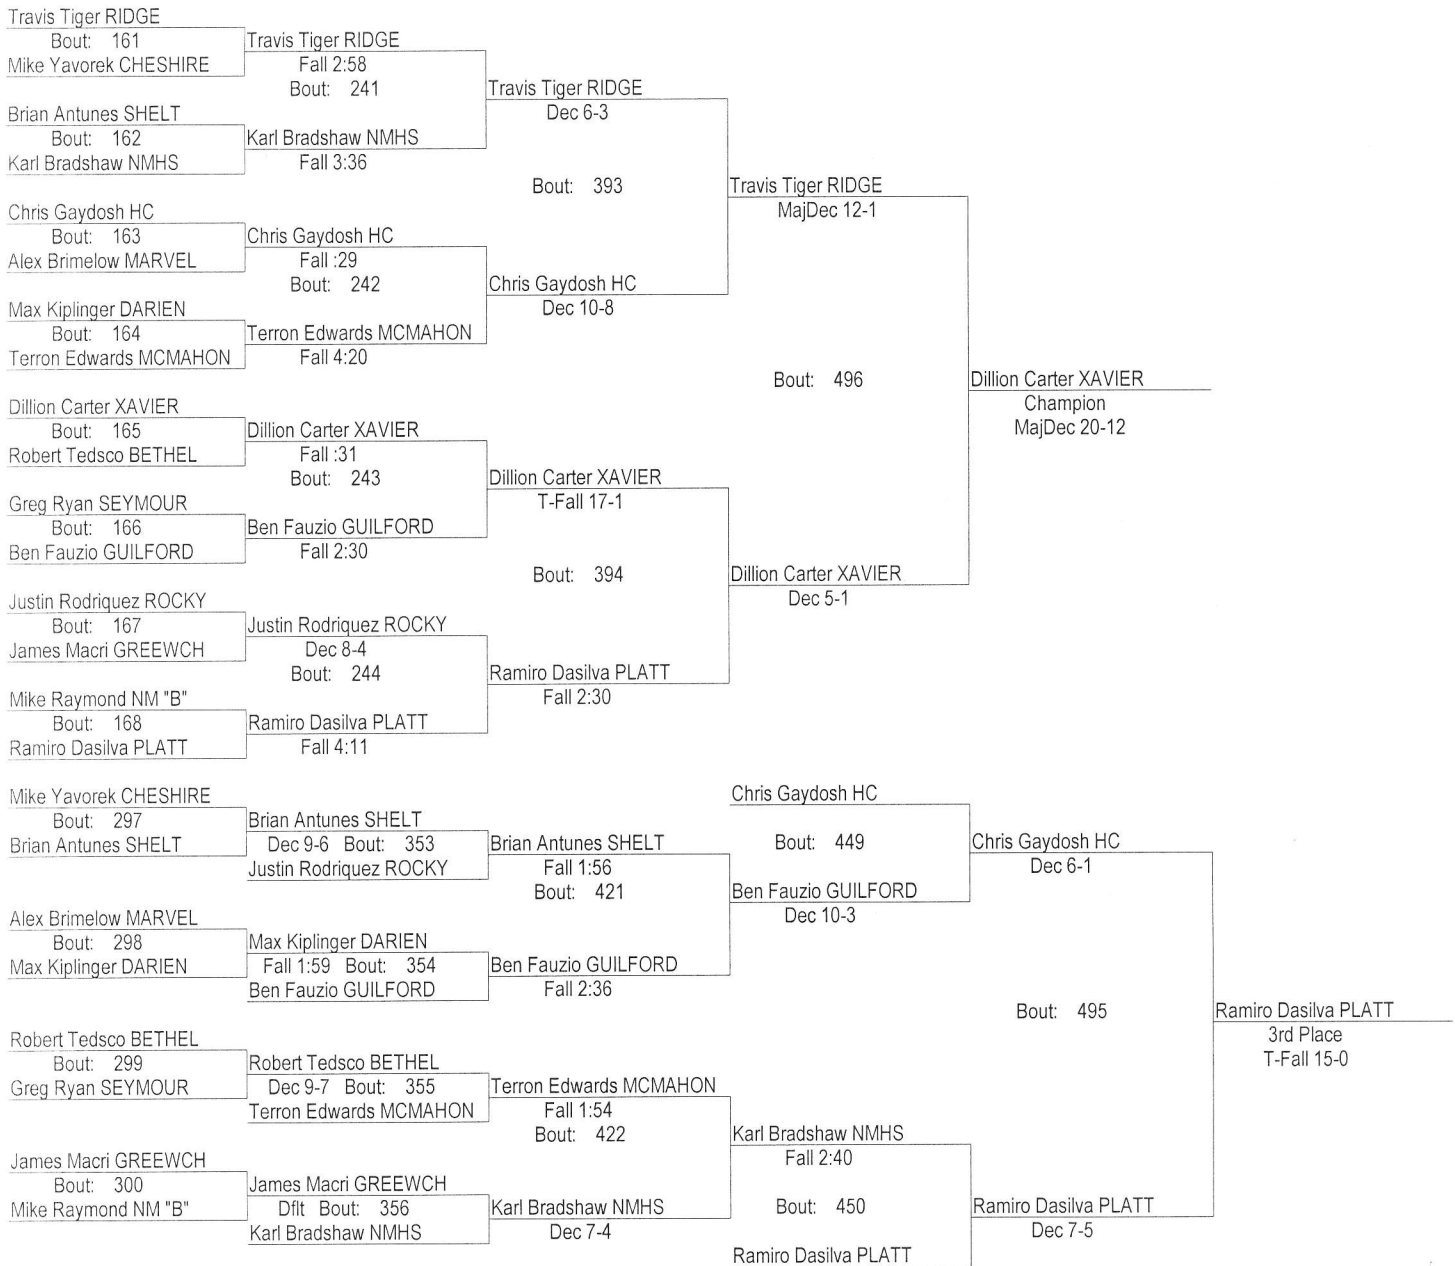 Travis Tiger RIDGE
Bout: 161
Mike Yavorek CHESHIRE
Brian Antunes SHELT
Bout: 162
Karl Bradshaw NMHS
Chris Gaydosh HC
Bout: 163
Alex Brimelow MARVEL
Max Kiplinger DARIEN
Bout: 164
Terron Edwards MCMAHON
Dillion Carter XAVIER
Bout: 165
Robert Tedsco BETHEL
Greg Ryan SEYMOUR
Bout: 166
Ben Fauzio GUILFORD
Justin Rodriquez ROCKY
Bout: 167
James Macri GREEWCH
Mike Raymond NM "B"
Bout: 168
Ramiro Dasilva PLATT
Travis Tiger RIDGE
Fall 2:58
Bout: 241
Karl Bradshaw NMHS
Fall 3:36
Chris Gaydosh HC
Fall :29
Bout: 242
Terron Edwards MCMAHON
Fall 4:20
Dillion Carter XAVIER
Fall :31
Bout: 243
Ben Fauzio GUILFORD
Fall 2:30
Justin Rodriquez ROCKY
Dec 8-4
Bout: 244
Ramiro Dasilva PLATT
Fall 4:11
Travis Tiger RIDGE
Dec 6-3
Bout: 393
Chris Gaydosh HC
Dec 10-8
Dillion Carter XAVIER
T-Fall 17-1
Bout: 394
Ramiro Dasilva PLATT
Fall 2:30
Travis Tiger RIDGE
MajDec 12-1
Bout: 496
Dillion Carter XAVIER
Dec 5-1
Dillion Carter XAVIER
Champion
MajDec 20-12
Mike Yavorek CHESHIRE
Bout: 297
Brian Antunes SHELT
Alex Brimelow MARVEL
Bout: 298
Max Kiplinger DARIEN
Robert Tedsco BETHEL
Bout: 299
Greg Ryan SEYMOUR
James Macri GREEWCH
Bout: 300
Mike Raymond NM "B"
Brian Antunes SHELT
Dec 9-6 Bout: 353
Justin Rodriquez ROCKY
Max Kiplinger DARIEN
Fall 1:59 Bout: 354
Ben Fauzio GUILFORD
Robert Tedsco BETHEL
Dec 9-7 Bout: 355
Terron Edwards MCMAHON
James Macri GREEWCH
Dflt Bout: 356
Karl Bradshaw NMHS
Brian Antunes SHELT
Fall 1:56
Bout: 421
Ben Fauzio GUILFORD
Fall 2:36
Terron Edwards MCMAHON
Fall 1:54
Bout: 422
Karl Bradshaw NMHS
Dec 7-4
Chris Gaydosh HC
Bout: 449
Ben Fauzio GUILFORD
Dec 10-3
Karl Bradshaw NMHS
Fall 2:40
Bout: 450
Ramiro Dasilva PLATT
Chris Gaydosh HC
Dec 6-1
Bout: 495
Ramiro Dasilva PLATT
Dec 7-5
Ramiro Dasilva PLATT
3rd Place
T-Fall 15-0